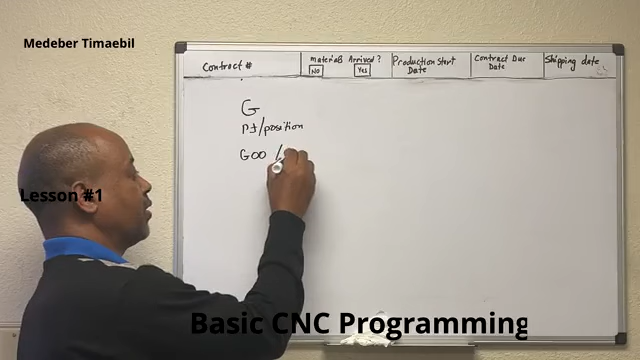 Medeber Timaebil
Contract #
Materials Arrived?
No Yes
Production Start
Date
Contract Due
Date
Shipping date
G
Pt/position
G00 /
Lesson #1
Basic CNC Programming